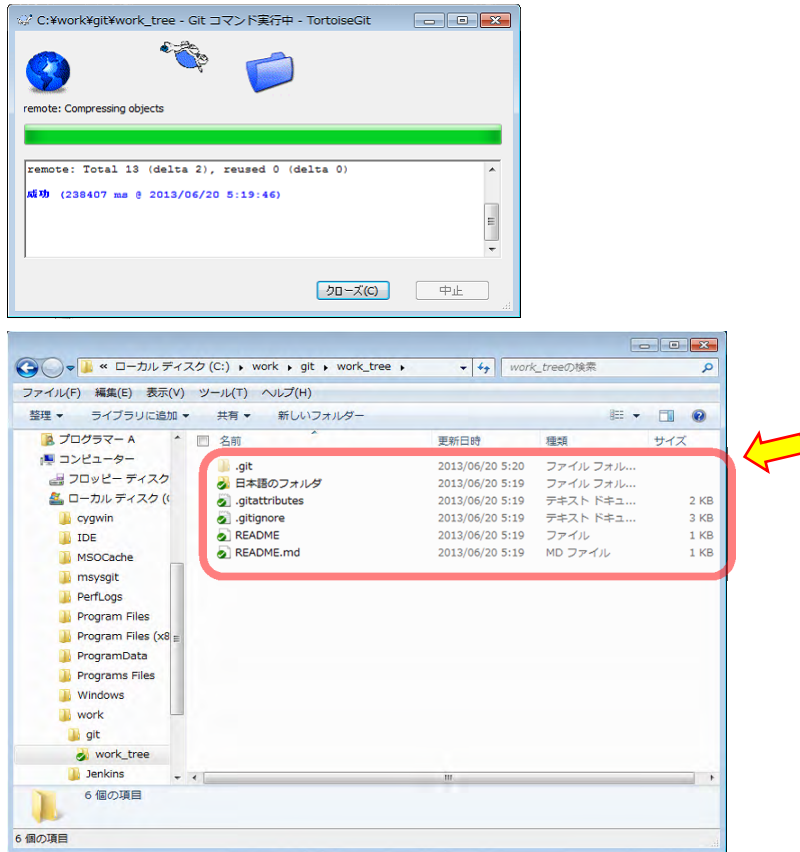 C:¥work¥git¥work_tree - Git コマンド実行中 - TortoiseGit
remote: Compressing objects
remote: Total 13 (delta 2), reused 0 (delta 0)
成功 (238407 ms @ 2013/06/20 5:19:46)
クローズ(C)
中止
« ローカル ディスク (C:) ▸ work ▸ git ▸ work_tree ▸
work_treeの検索
ファイル(F) 編集(E) 表示(V) ツール(T) ヘルプ(H)
整理 ▼ ライブラリに追加 ▼ 共有 ▼ 新しいフォルダー
プログラマー A
コンピューター
フロッピー ディスク
ローカル ディスク (
cygwin
IDE
MSOCache
msysgit
PerfLogs
Program Files
Program Files (x8
ProgramData
Programs Files
Windows
work
git
work_tree
Jenkins
名前 更新日時 種類 サイズ
.git 2013/06/20 5:20 ファイル フォル...
日本語のフォルダ 2013/06/20 5:19 ファイル フォル...
.gitattributes 2013/06/20 5:19 テキスト ドキュ... 2 KB
.gitignore 2013/06/20 5:19 テキスト ドキュ... 3 KB
README 2013/06/20 5:19 ファイル 1 KB
README.md 2013/06/20 5:19 MD ファイル 1 KB
6 個の項目
6 個の項目